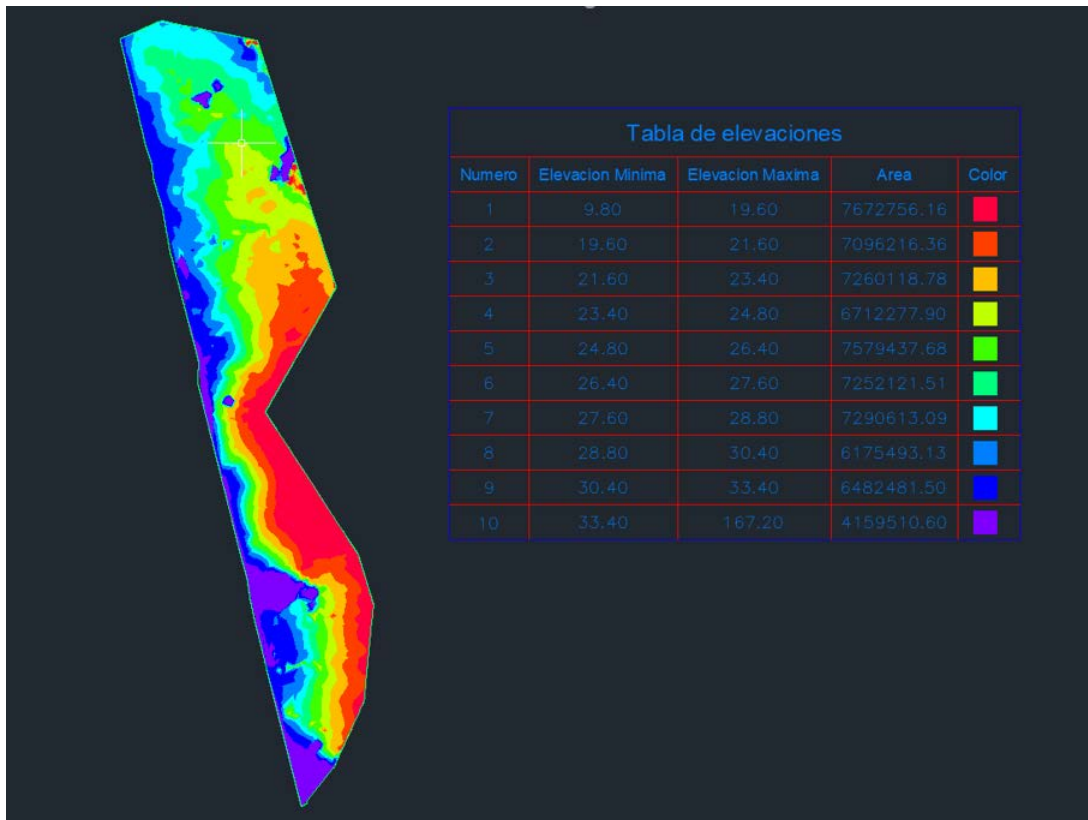 Tabla de elevaciones
Numero Elevacion Minima Elevacion Maxima Area Color
1 9.80 19.60 7672756.16
2 19.60 21.60 7096216.36
3 21.60 23.40 7260118.78
4 23.40 24.80 6712277.90
5 24.80 26.40 7579437.68
6 26.40 27.60 7252121.51
7 27.60 28.80 7290613.09
8 28.80 30.40 6175493.13
9 30.40 33.40 6482481.50
10 33.40 167.20 4159510.60